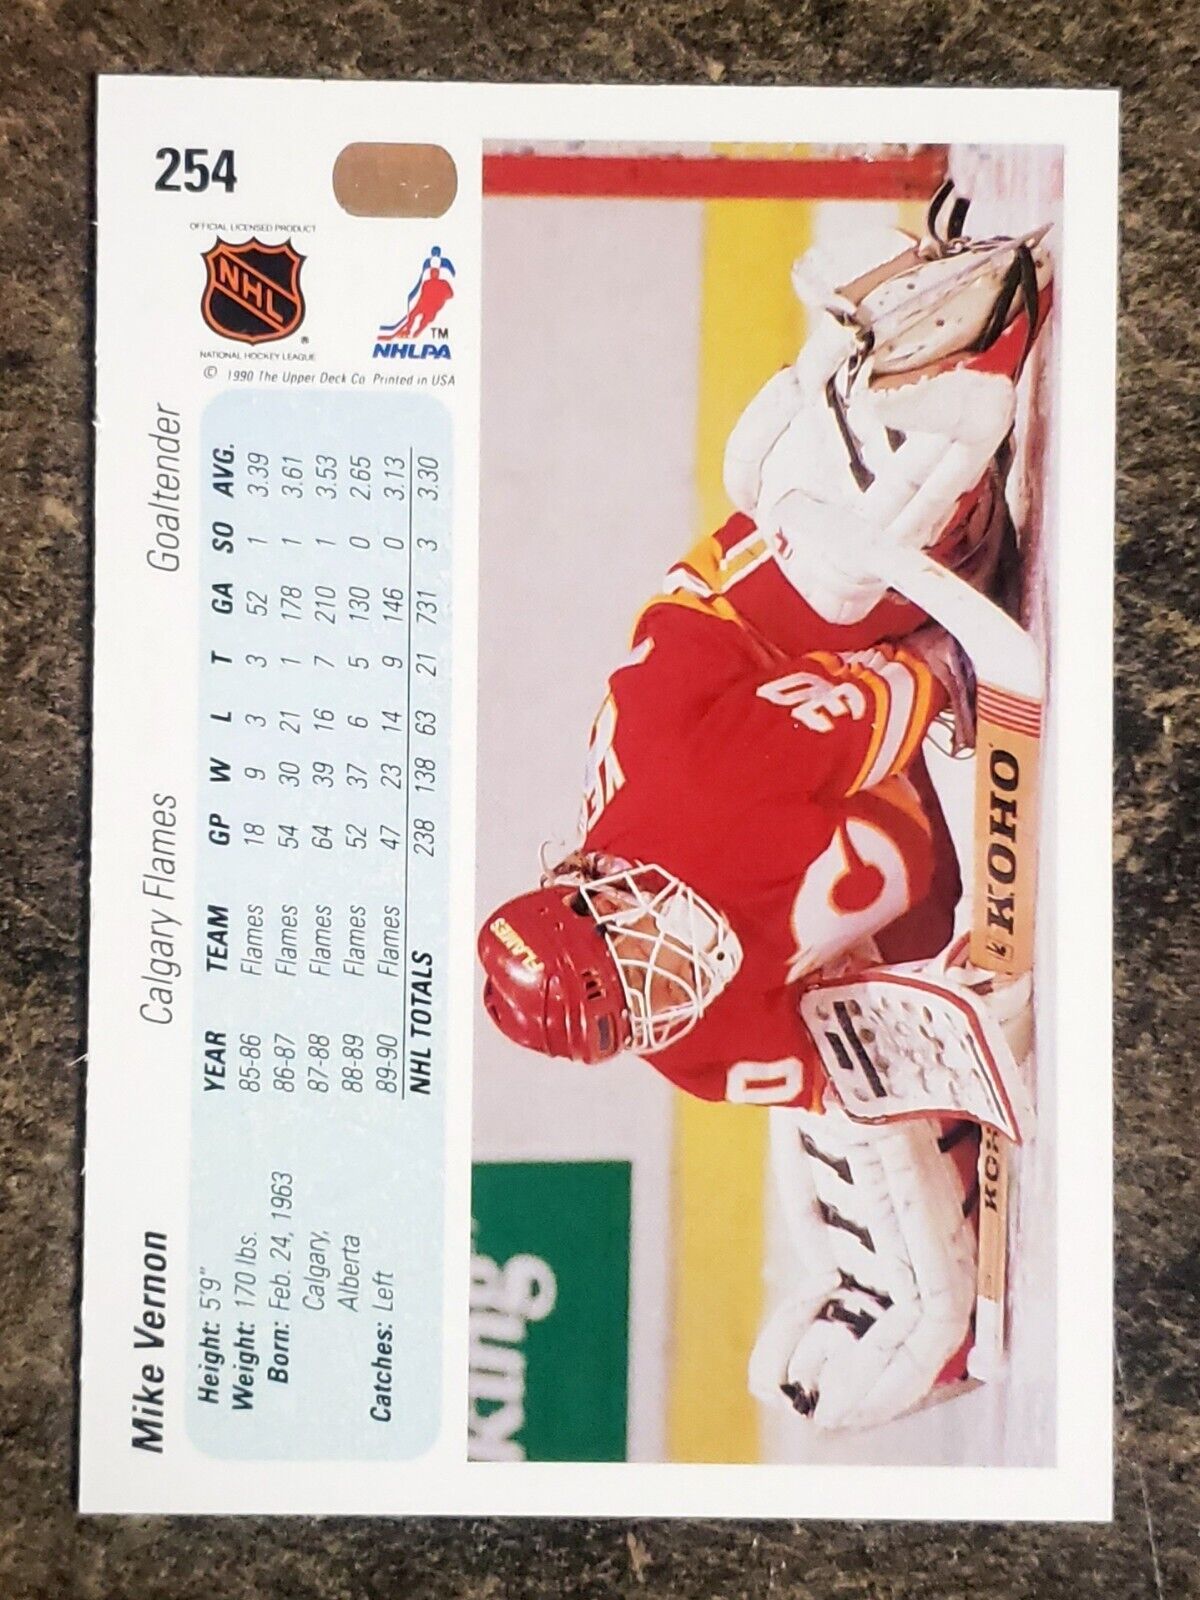 Mike Vernon Calgary Flames Goaltender 254
Height: 5'9"
Weight: 170 lbs.
Born: Feb. 24, 1963
Calgary,
Alberta
Catches: Left
YEAR TEAM GP W L T GA SO AVG.
85-86 Flames 18 9 3 3 52 1 3.39
86-87 Flames 54 30 21 1 178 1 3.61
87-88 Flames 64 39 16 7 210 1 3.53
88-89 Flames 52 37 6 5 130 0 2.65
89-90 Flames 47 23 14 9 146 0 3.13
NHL TOTALS 238 138 63 21 731 3 3.30
OFFICIAL LICENSED PRODUCT
NHL
®
NATIONAL HOCKEY LEAGUE
TM
NHLPA
© 1990 The Upper Deck Co. Printed in USA
king
FLAMES
30
0
C
KOHO
KOH